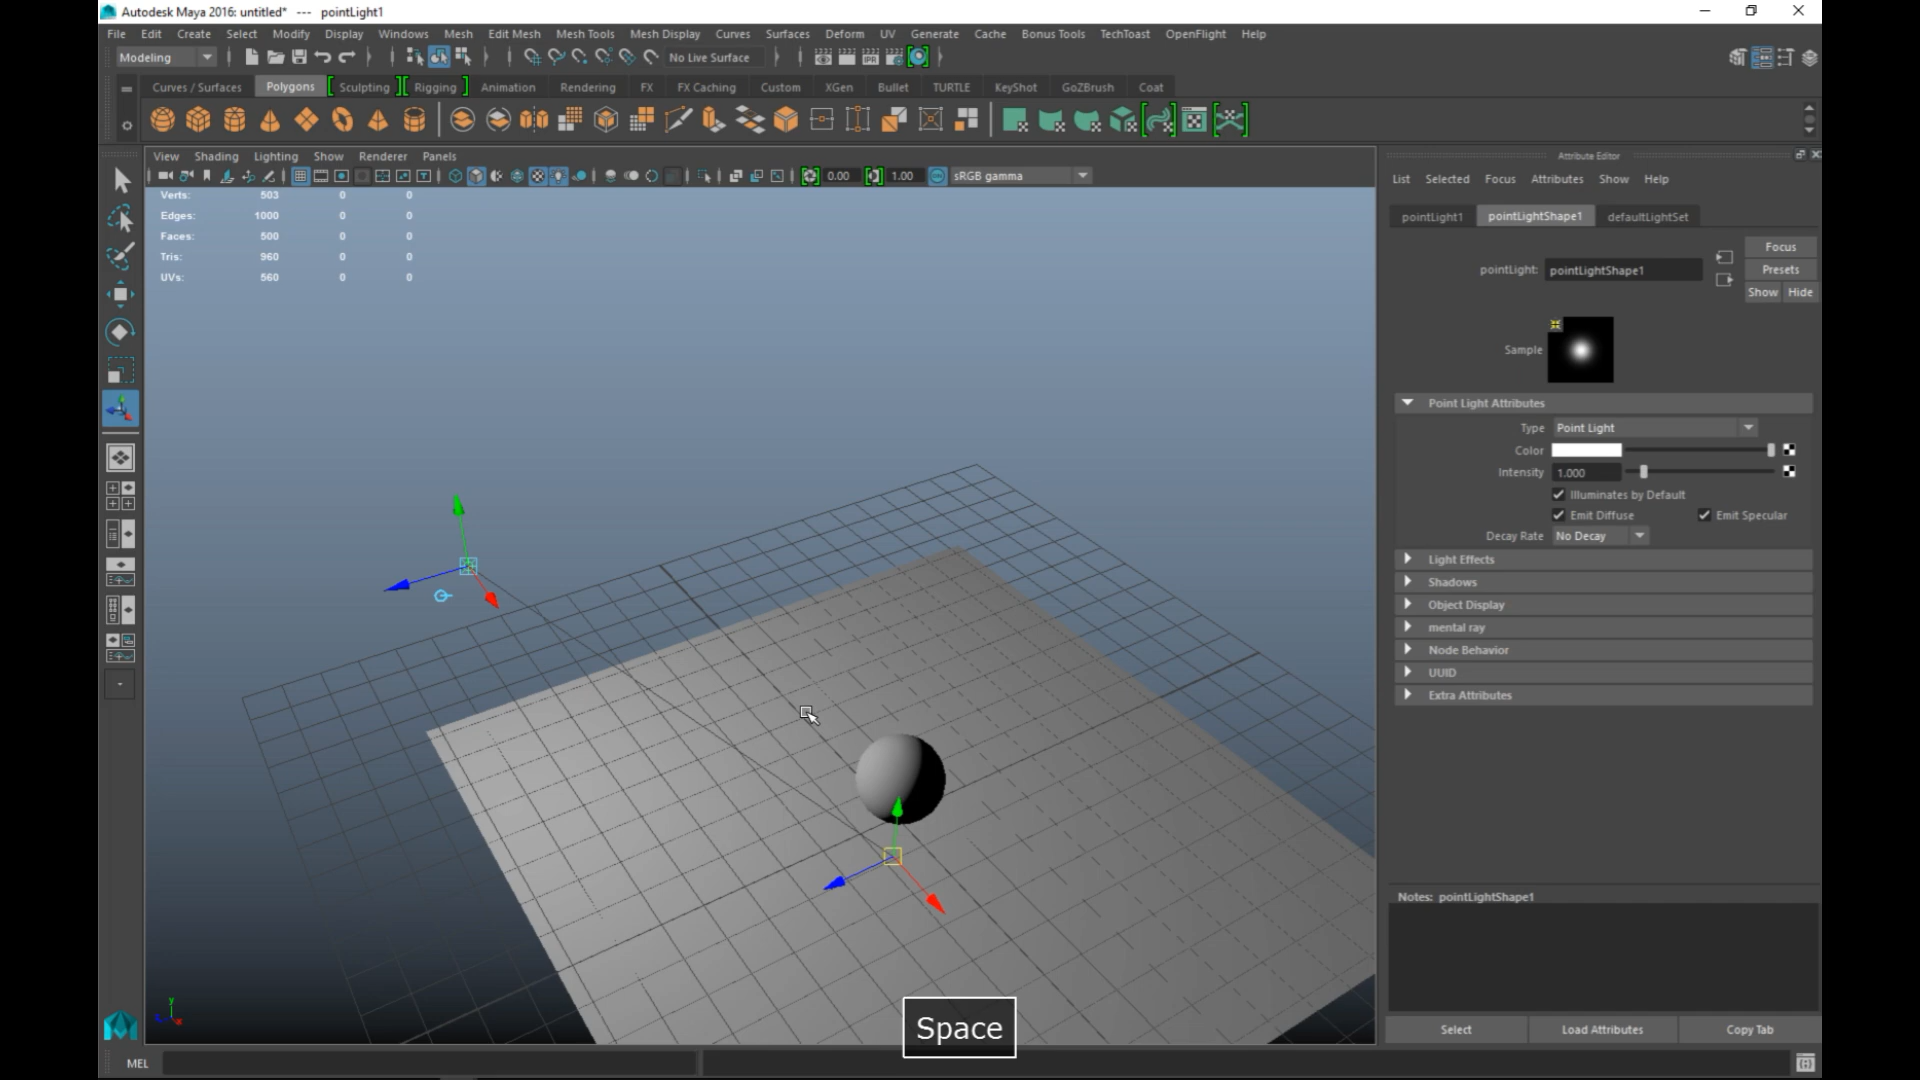 Autodesk Maya 2016: untitled* --- pointLight1
File Edit Create Select Modify Display Windows Mesh Edit Mesh Mesh Tools Mesh Display Curves Surfaces Deform UV Generate Cache Bonus Tools TechToast OpenFlight Help
Modeling No Live Surface
Curves / Surfaces Polygons Sculpting Rigging Animation Rendering FX FX Caching Custom XGen Bullet TURTLE KeyShot GoZBrush Coat
View Shading Lighting Show Renderer Panels
0.00 1.00 sRGB gamma
Verts: 503 0 0
Edges: 1000 0 0
Faces: 500 0 0
Tris: 960 0 0
UVs: 560 0 0
Attribute Editor
List Selected Focus Attributes Show Help
pointLight1 pointLightShape1 defaultLightSet
Focus
pointLight: pointLightShape1
Presets
Show Hide
Sample
Point Light Attributes
Type Point Light
Color
Intensity 1.000
Illuminates by Default
Emit Diffuse Emit Specular
Decay Rate No Decay
Light Effects
Shadows
Object Display
mental ray
Node Behavior
UUID
Extra Attributes
Notes: pointLightShape1
Select Load Attributes Copy Tab
Space
MEL